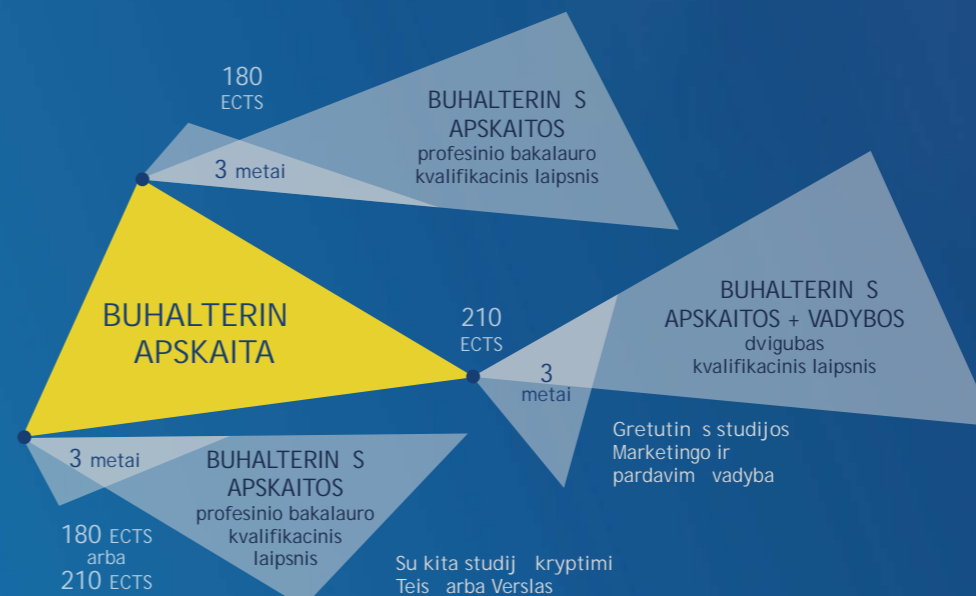 180
ECTS
BUHALTERIN S
APSKAITOS
profesinio bakalauro
kvalifikacinis laipsnis
3 metai
BUHALTERIN
APSKAITA
210
ECTS
BUHALTERIN S
APSKAITOS + VADYBOS
dvigubas
kvalifikacinis laipsnis
3
metai
Gretutin s studijos
Marketingo ir
pardavim vadyba
3 metai
BUHALTERIN S
APSKAITOS
profesinio bakalauro
kvalifikacinis
laipsnis
180 ECTS
arba
210 ECTS
Su kita studij kryptimi
Teis arba Verslas